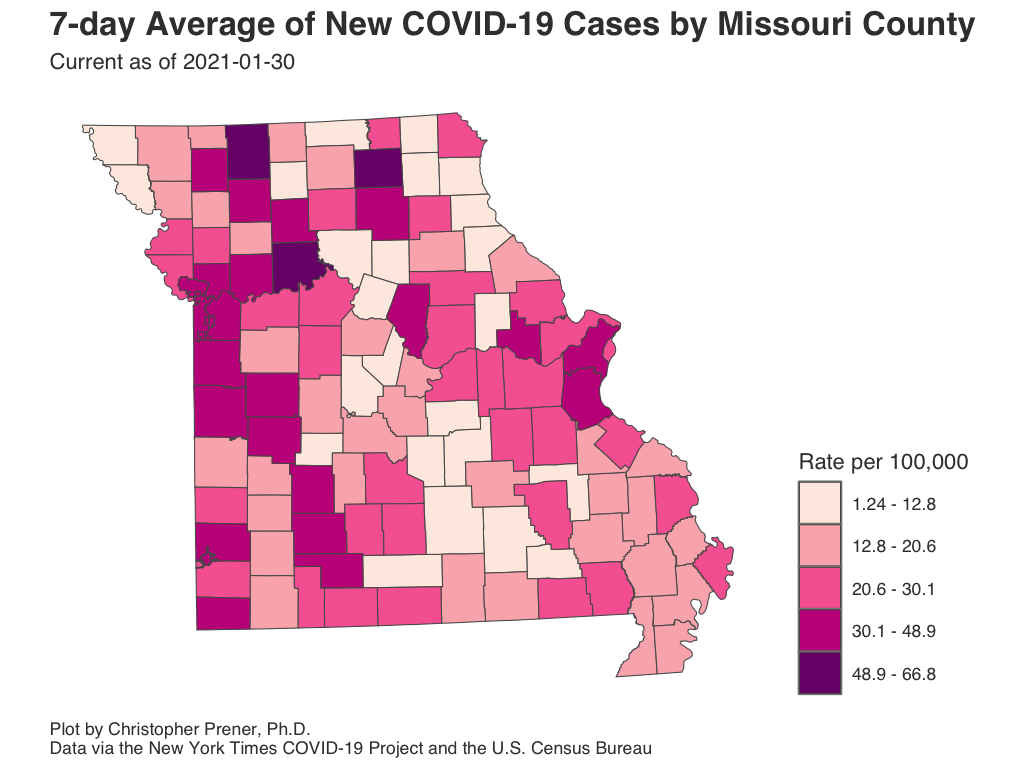 7-day Average of New COVID-19 Cases by Missouri County
Current as of 2021-01-30
Rate per 100,000
1.24 - 12.8
12.8 - 20.6
20.6 - 30.1
30.1 - 48.9
48.9 - 66.8
Plot by Christopher Prener, Ph.D.
Data via the New York Times COVID-19 Project and the U.S. Census Bureau